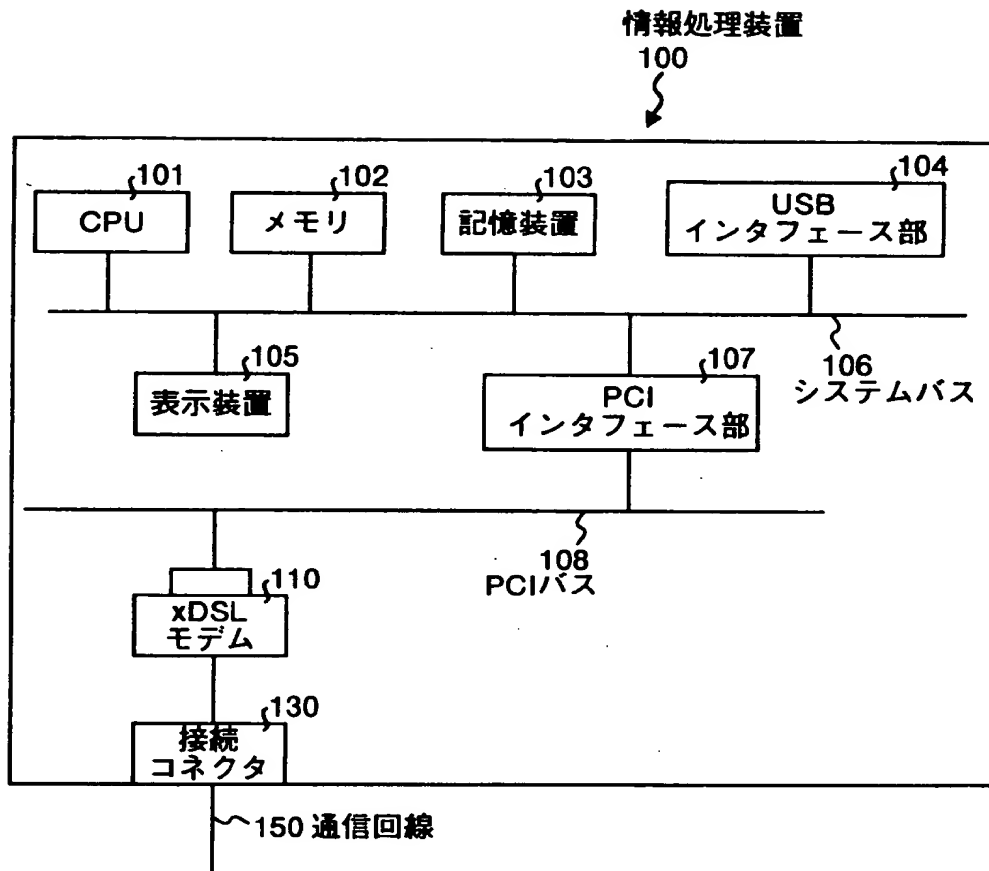 情報処理装置
100
101
CPU
102
メモリ
103
記憶装置
104
USB
インタフェース部
105
表示装置
107
PCI
インタフェース部
106
システムバス
108
PCIバス
110
xDSL
モデム
130
接続
コネクタ
150 通信回線